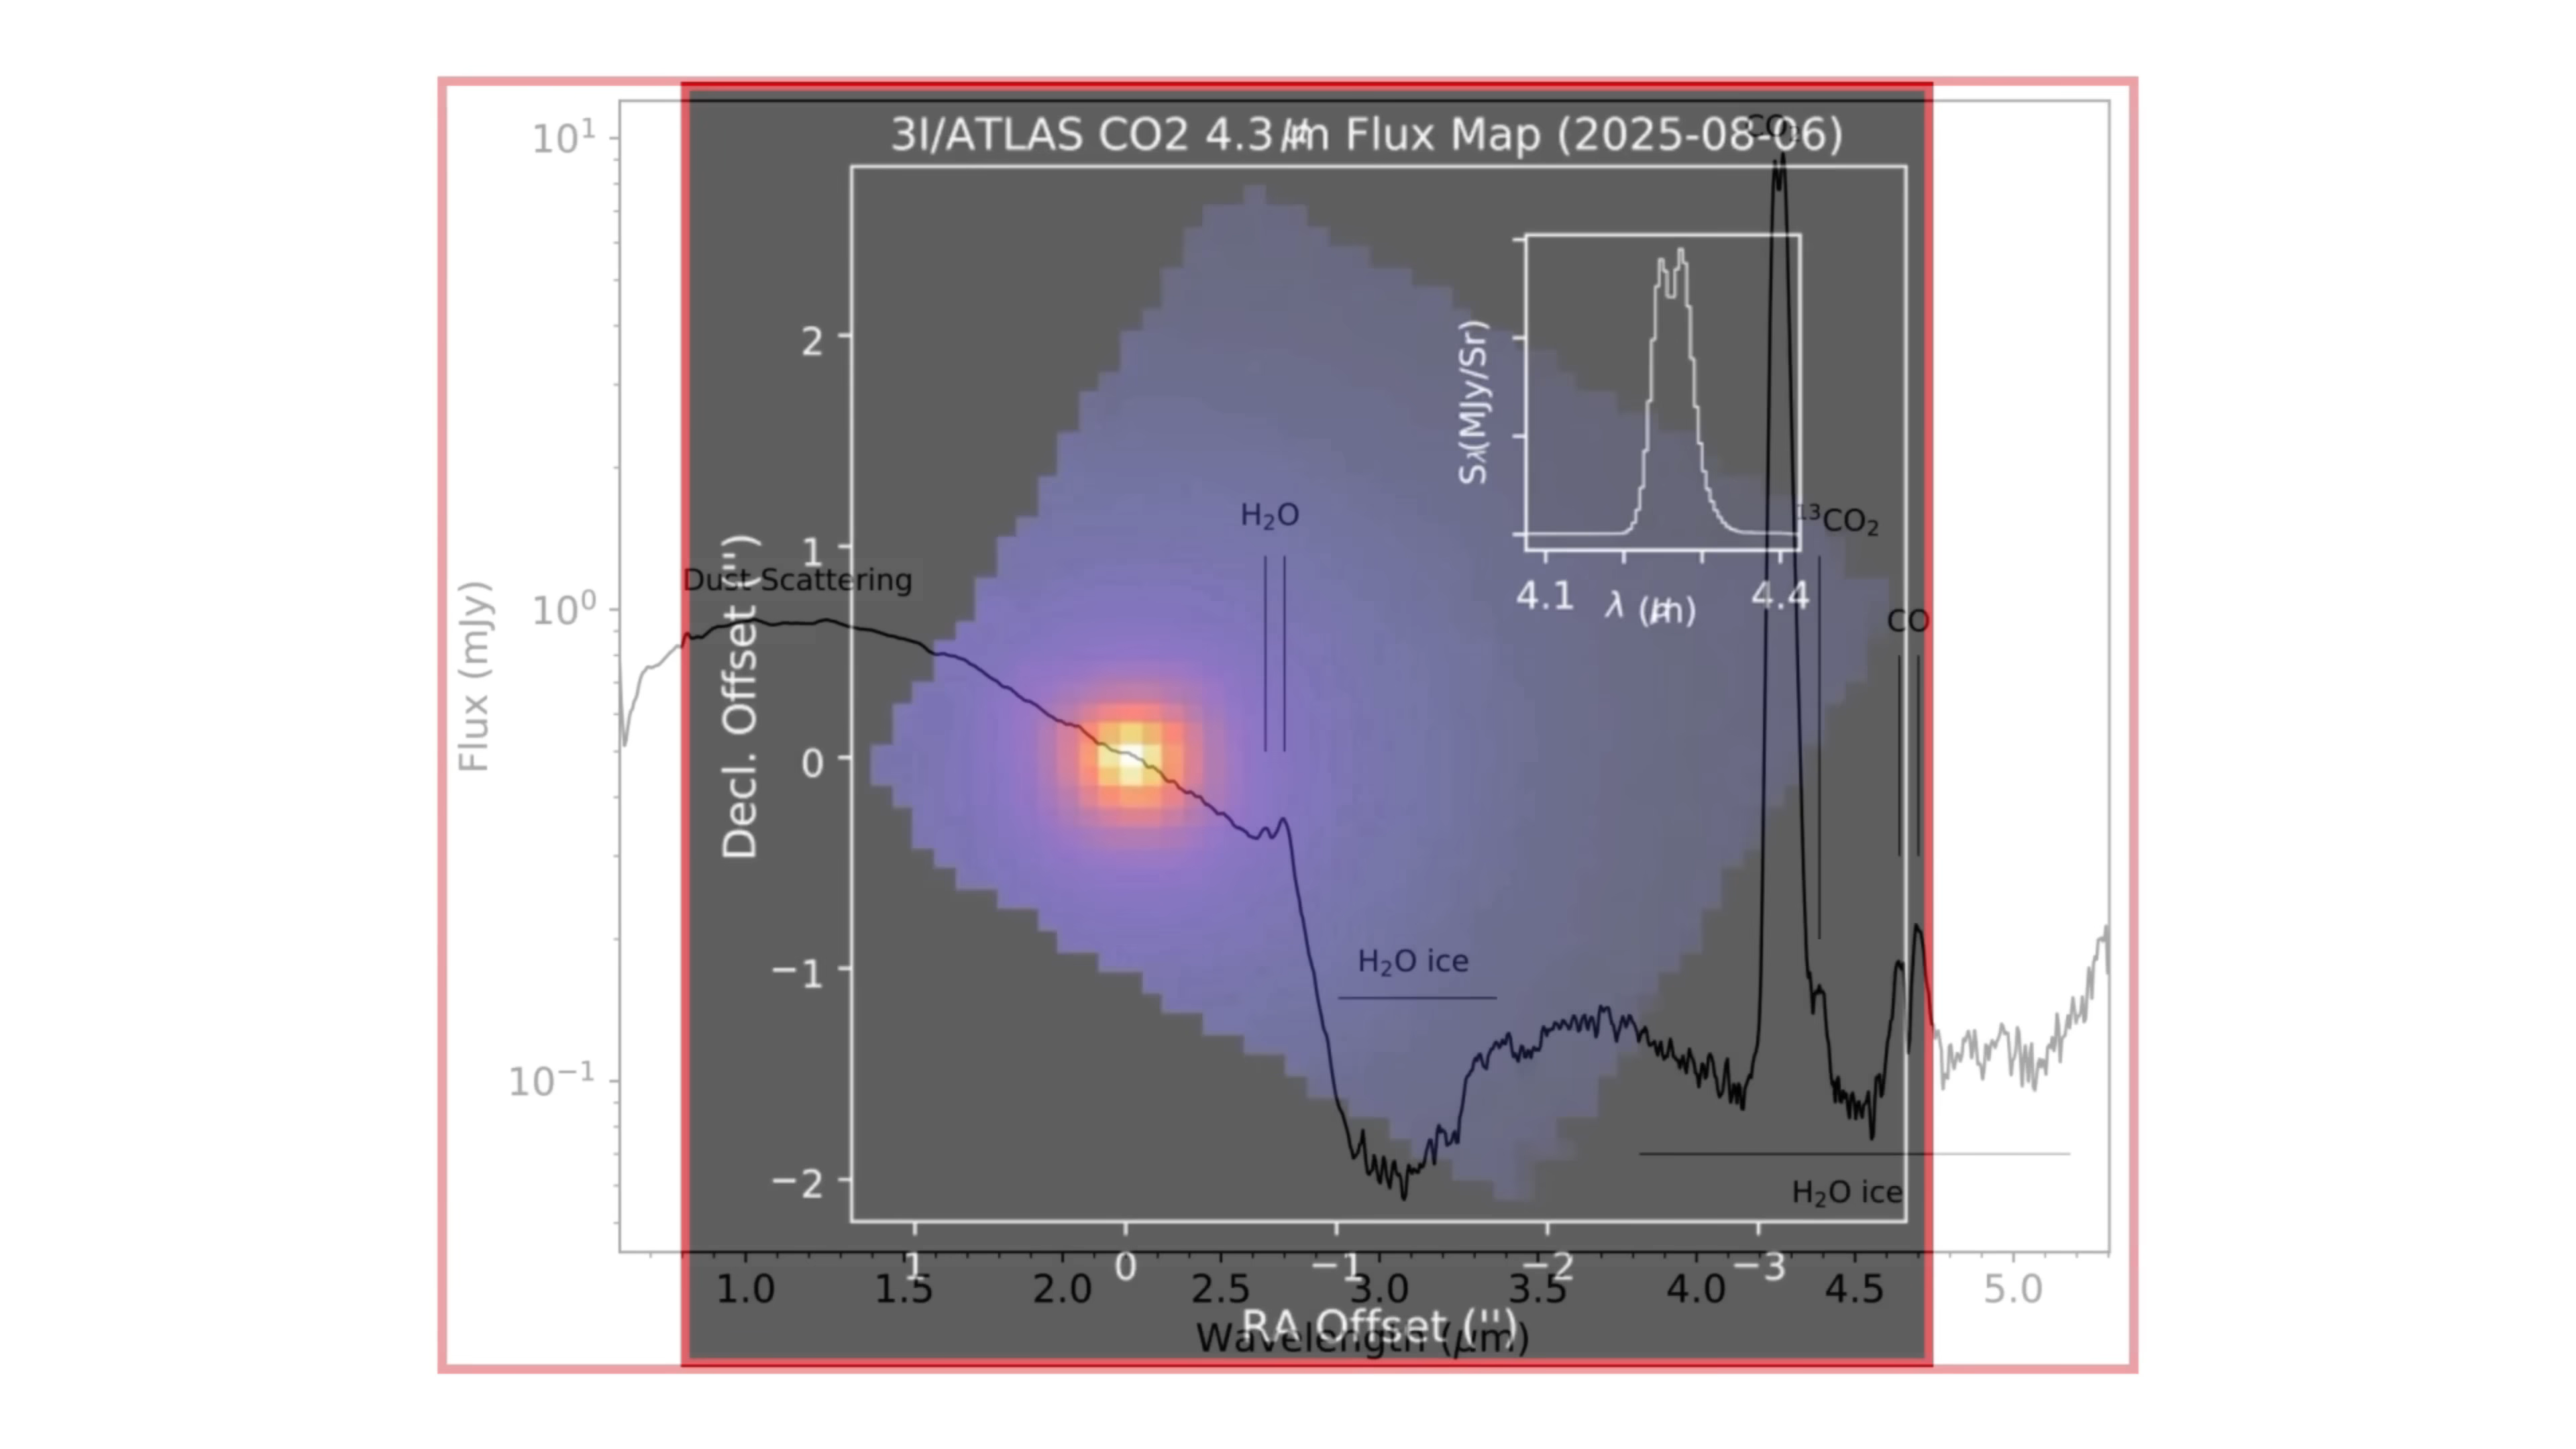 3I/ATLAS CO2 4.3 μm Flux Map (2025-08-06)
CO₂
10¹
10⁰
10⁻¹
Flux (mJy)
2
1
0
−1
−2
Decl. Offset ('')
Dust Scattering
H₂O
Sλ(MJy/Sr)
4.1
4.4
λ (μm)
¹³CO₂
CO
H₂O ice
H₂O ice
1
0
−1
−2
−3
1.0
1.5
2.0
2.5
3.0
3.5
4.0
4.5
5.0
RA Offset ('')
Wavelength (μm)